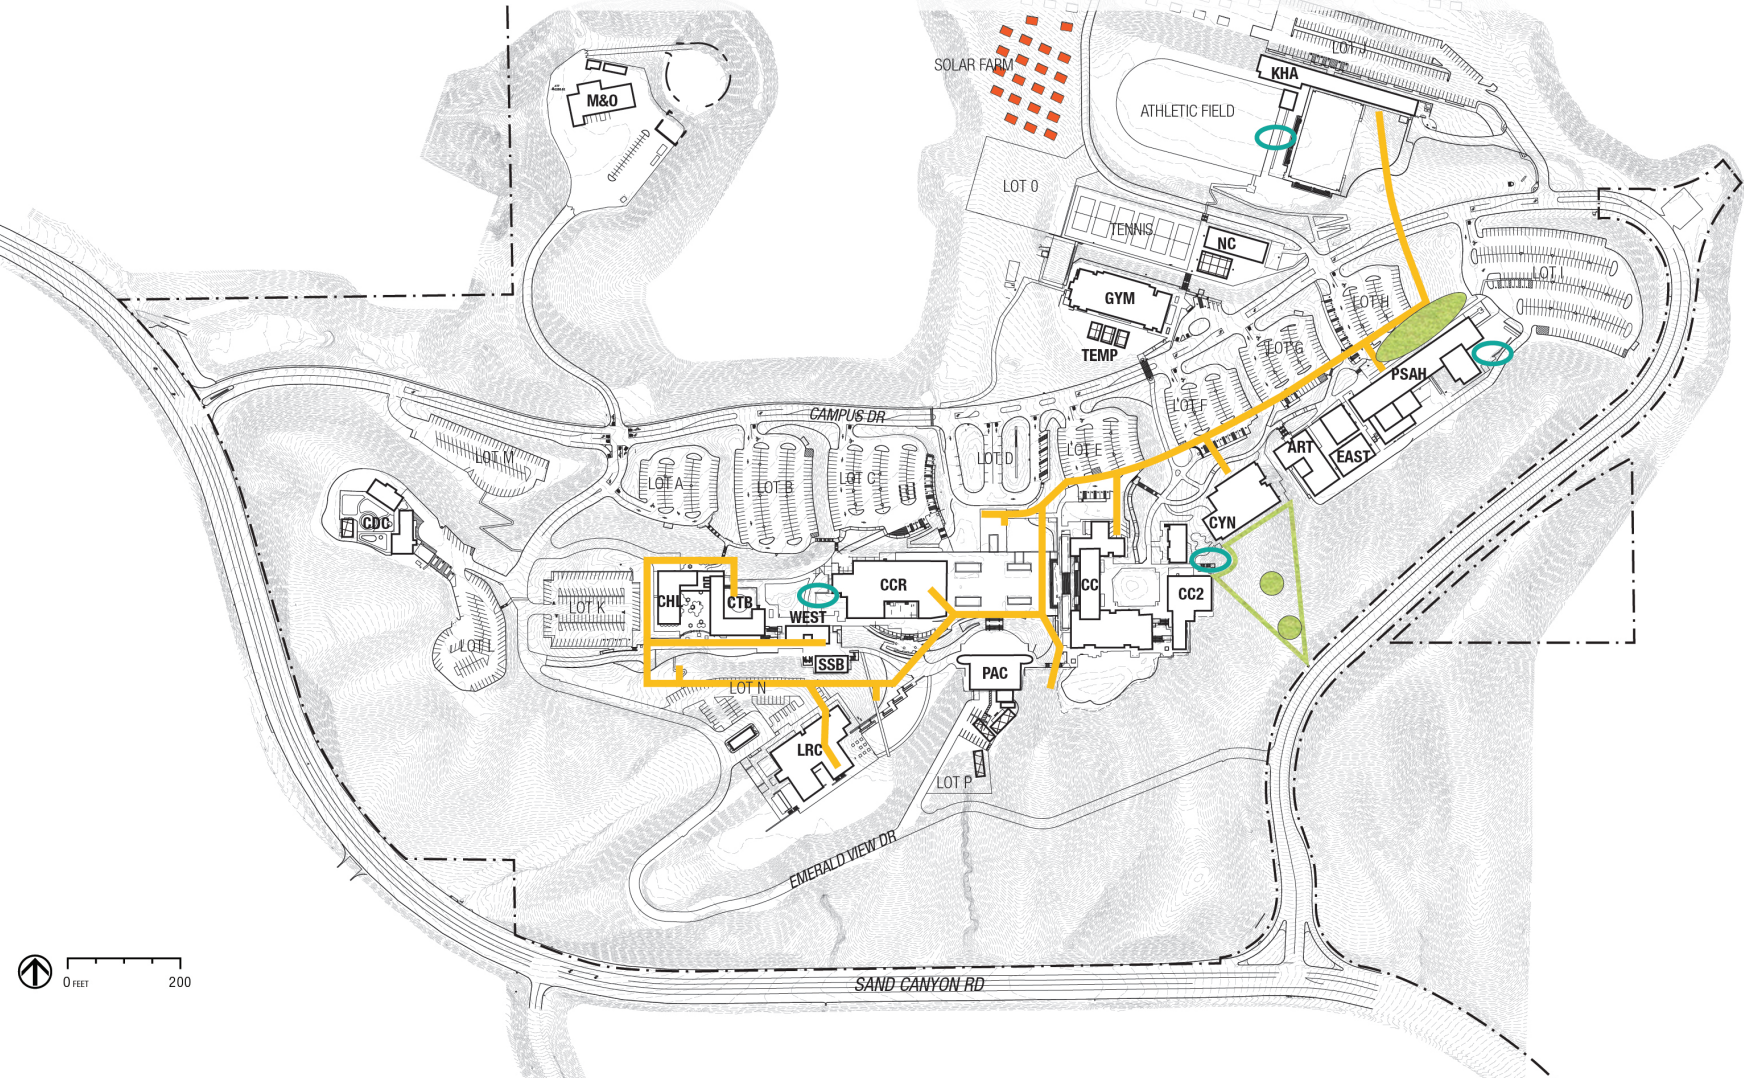 LOT J
SOLAR FARM
KHA
M&O
ATHLETIC FIELD
LOT O
TENNIS
NC
LOT I
GYM
LOT H
TEMP
LOT G
PSAH
LOT F
CAMPUS DR
LOT M
LOT A
LOT B
LOT C
LOT D
LOT E
ART
EAST
CDC
CYN
CHL
CTB
CCR
CC
CC2
LOT K
WEST
LOT L
SSB
PAC
LOT N
LRC
LOT P
EMERALD VIEW DR
0 FEET 200
SAND CANYON RD